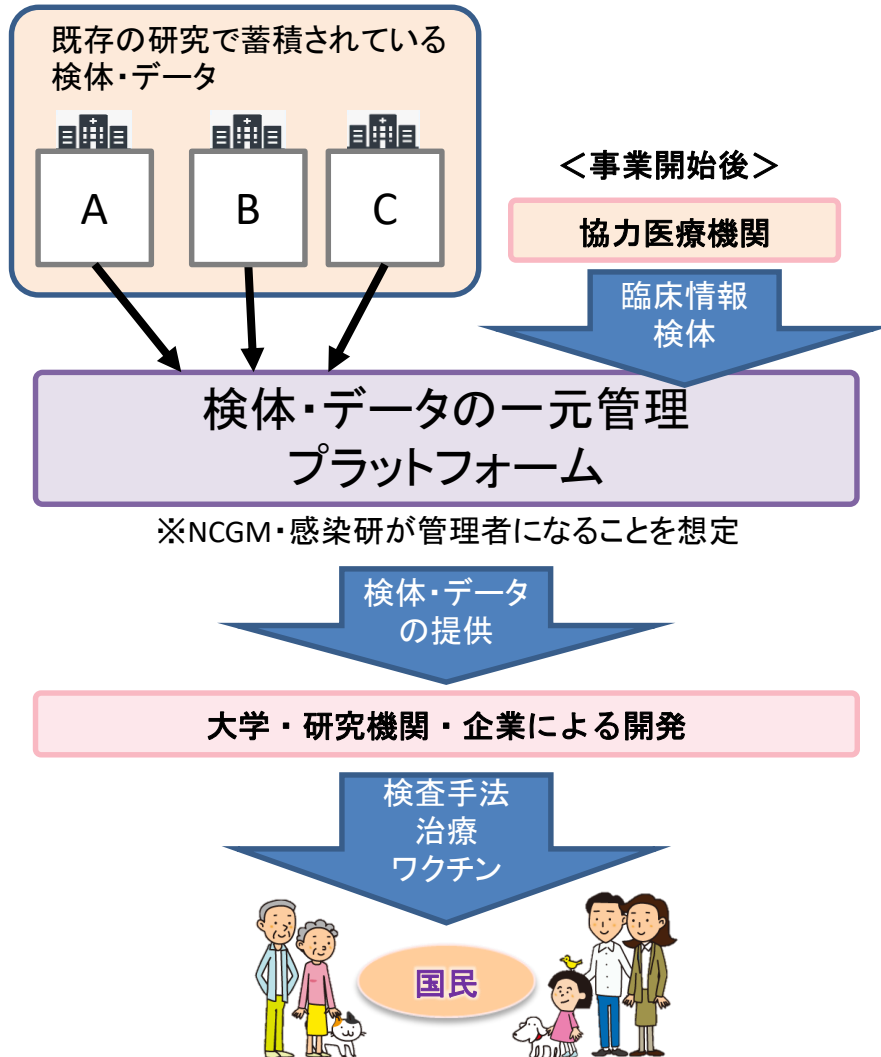 既存の研究で蓄積されている
検体・データ
A
B
C
＜事業開始後＞
協力医療機関
臨床情報
検体
検体・データの一元管理
プラットフォーム
※NCGM・感染研が管理者になることを想定
検体・データ
の提供
大学・研究機関・企業による開発
検査手法
治療
ワクチン
国民